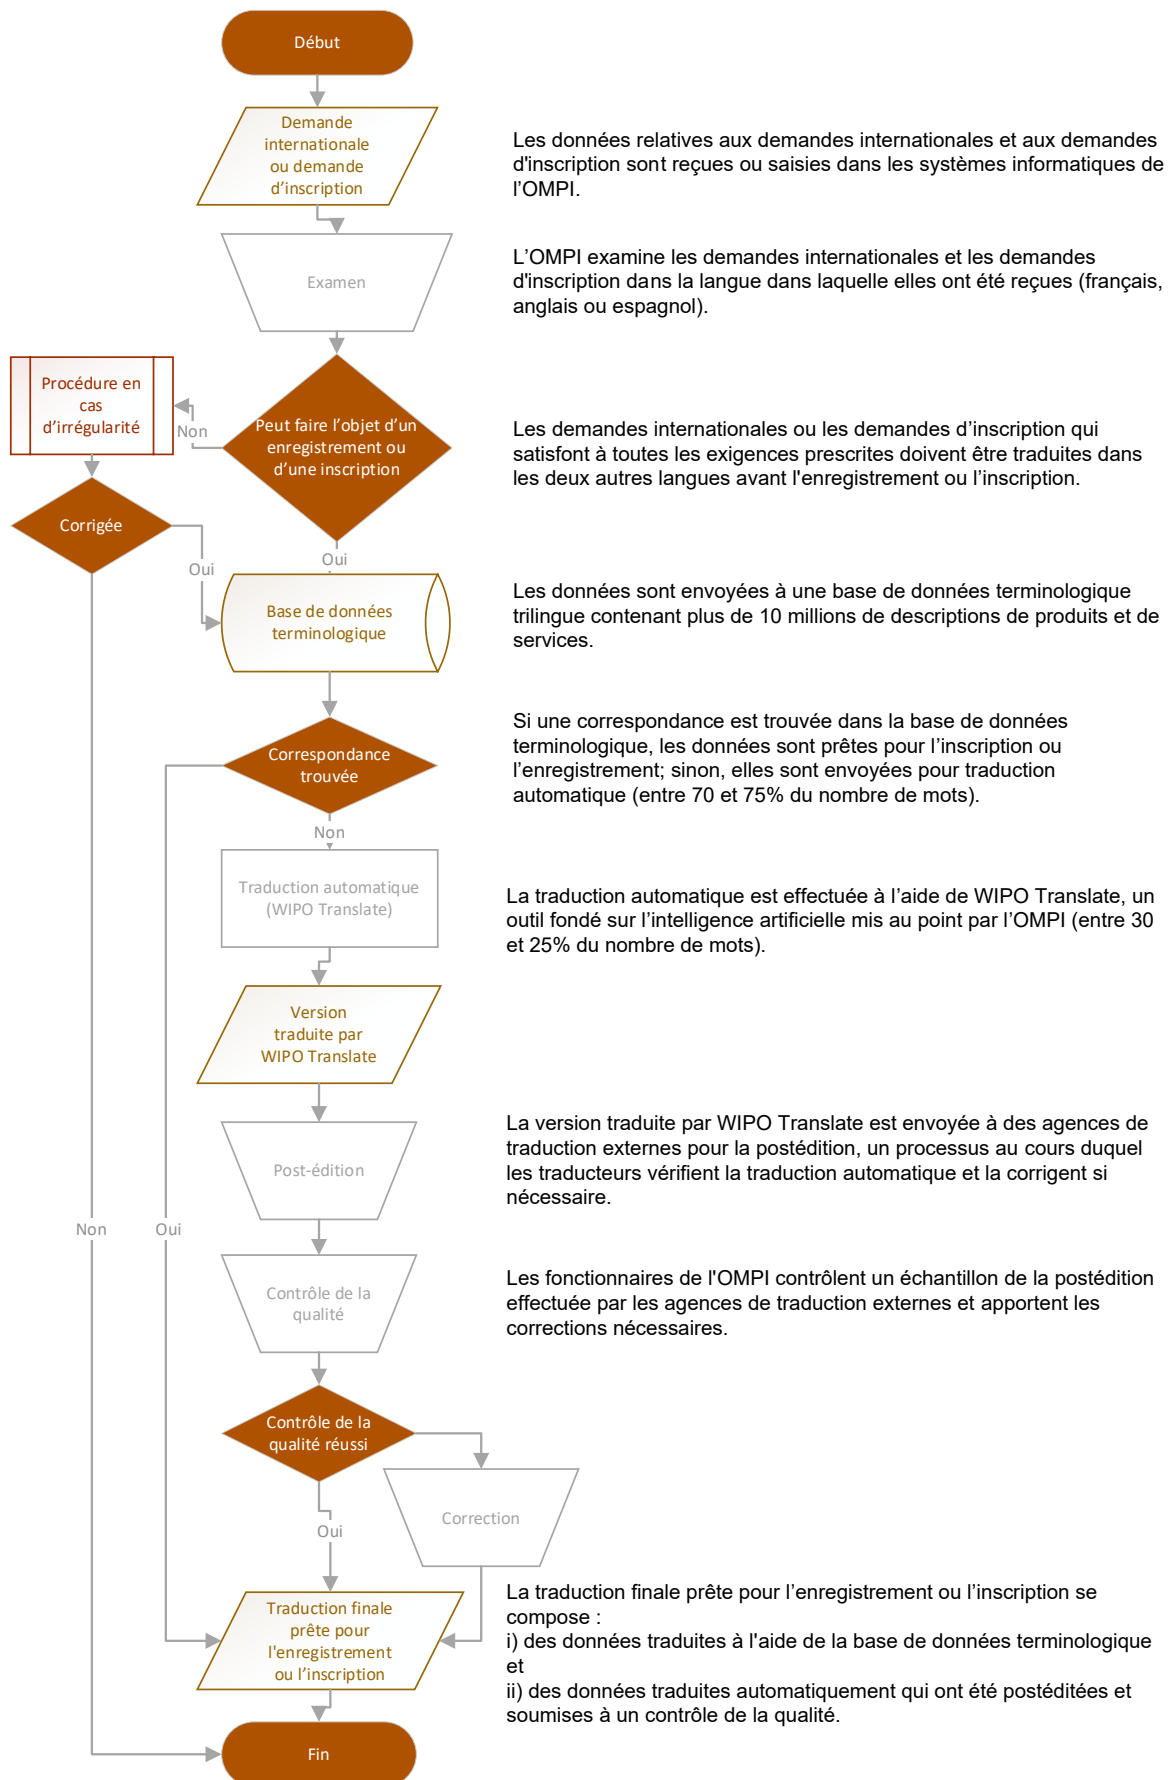 Début
Demande
internationale
ou demande
d’inscription
Les données relatives aux demandes internationales et aux demandes
d'inscription sont reçues ou saisies dans les systèmes informatiques de
l’OMPI.
Examen
L’OMPI examine les demandes internationales et les demandes
d'inscription dans la langue dans laquelle elles ont été reçues (français,
anglais ou espagnol).
Procédure en
cas
d’irrégularité
Non
Peut faire l’objet d’un
enregistrement ou
d’une inscription
Les demandes internationales ou les demandes d’inscription qui
satisfont à toutes les exigences prescrites doivent être traduites dans
les deux autres langues avant l'enregistrement ou l’inscription.
Corrigée
Oui
Oui
Base de données
terminologique
Les données sont envoyées à une base de données terminologique
trilingue contenant plus de 10 millions de descriptions de produits et de
services.
Correspondance
trouvée
Si une correspondance est trouvée dans la base de données
terminologique, les données sont prêtes pour l’inscription ou
l’enregistrement; sinon, elles sont envoyées pour traduction
automatique (entre 70 et 75% du nombre de mots).
Non
Traduction automatique
(WIPO Translate)
La traduction automatique est effectuée à l’aide de WIPO Translate, un
outil fondé sur l’intelligence artificielle mis au point par l’OMPI (entre 30
et 25% du nombre de mots).
Version
traduite par
WIPO Translate
Post-édition
La version traduite par WIPO Translate est envoyée à des agences de
traduction externes pour la postédition, un processus au cours duquel
les traducteurs vérifient la traduction automatique et la corrigent si
nécessaire.
Non
Oui
Contrôle de la
qualité
Les fonctionnaires de l'OMPI contrôlent un échantillon de la postédition
effectuée par les agences de traduction externes et apportent les
corrections nécessaires.
Contrôle de la
qualité réussi
Correction
Oui
Traduction finale
prête pour
l'enregistrement
ou l’inscription
La traduction finale prête pour l’enregistrement ou l’inscription se
compose :
i) des données traduites à l'aide de la base de données terminologique
et
ii) des données traduites automatiquement qui ont été postéditées et
soumises à un contrôle de la qualité.
Fin